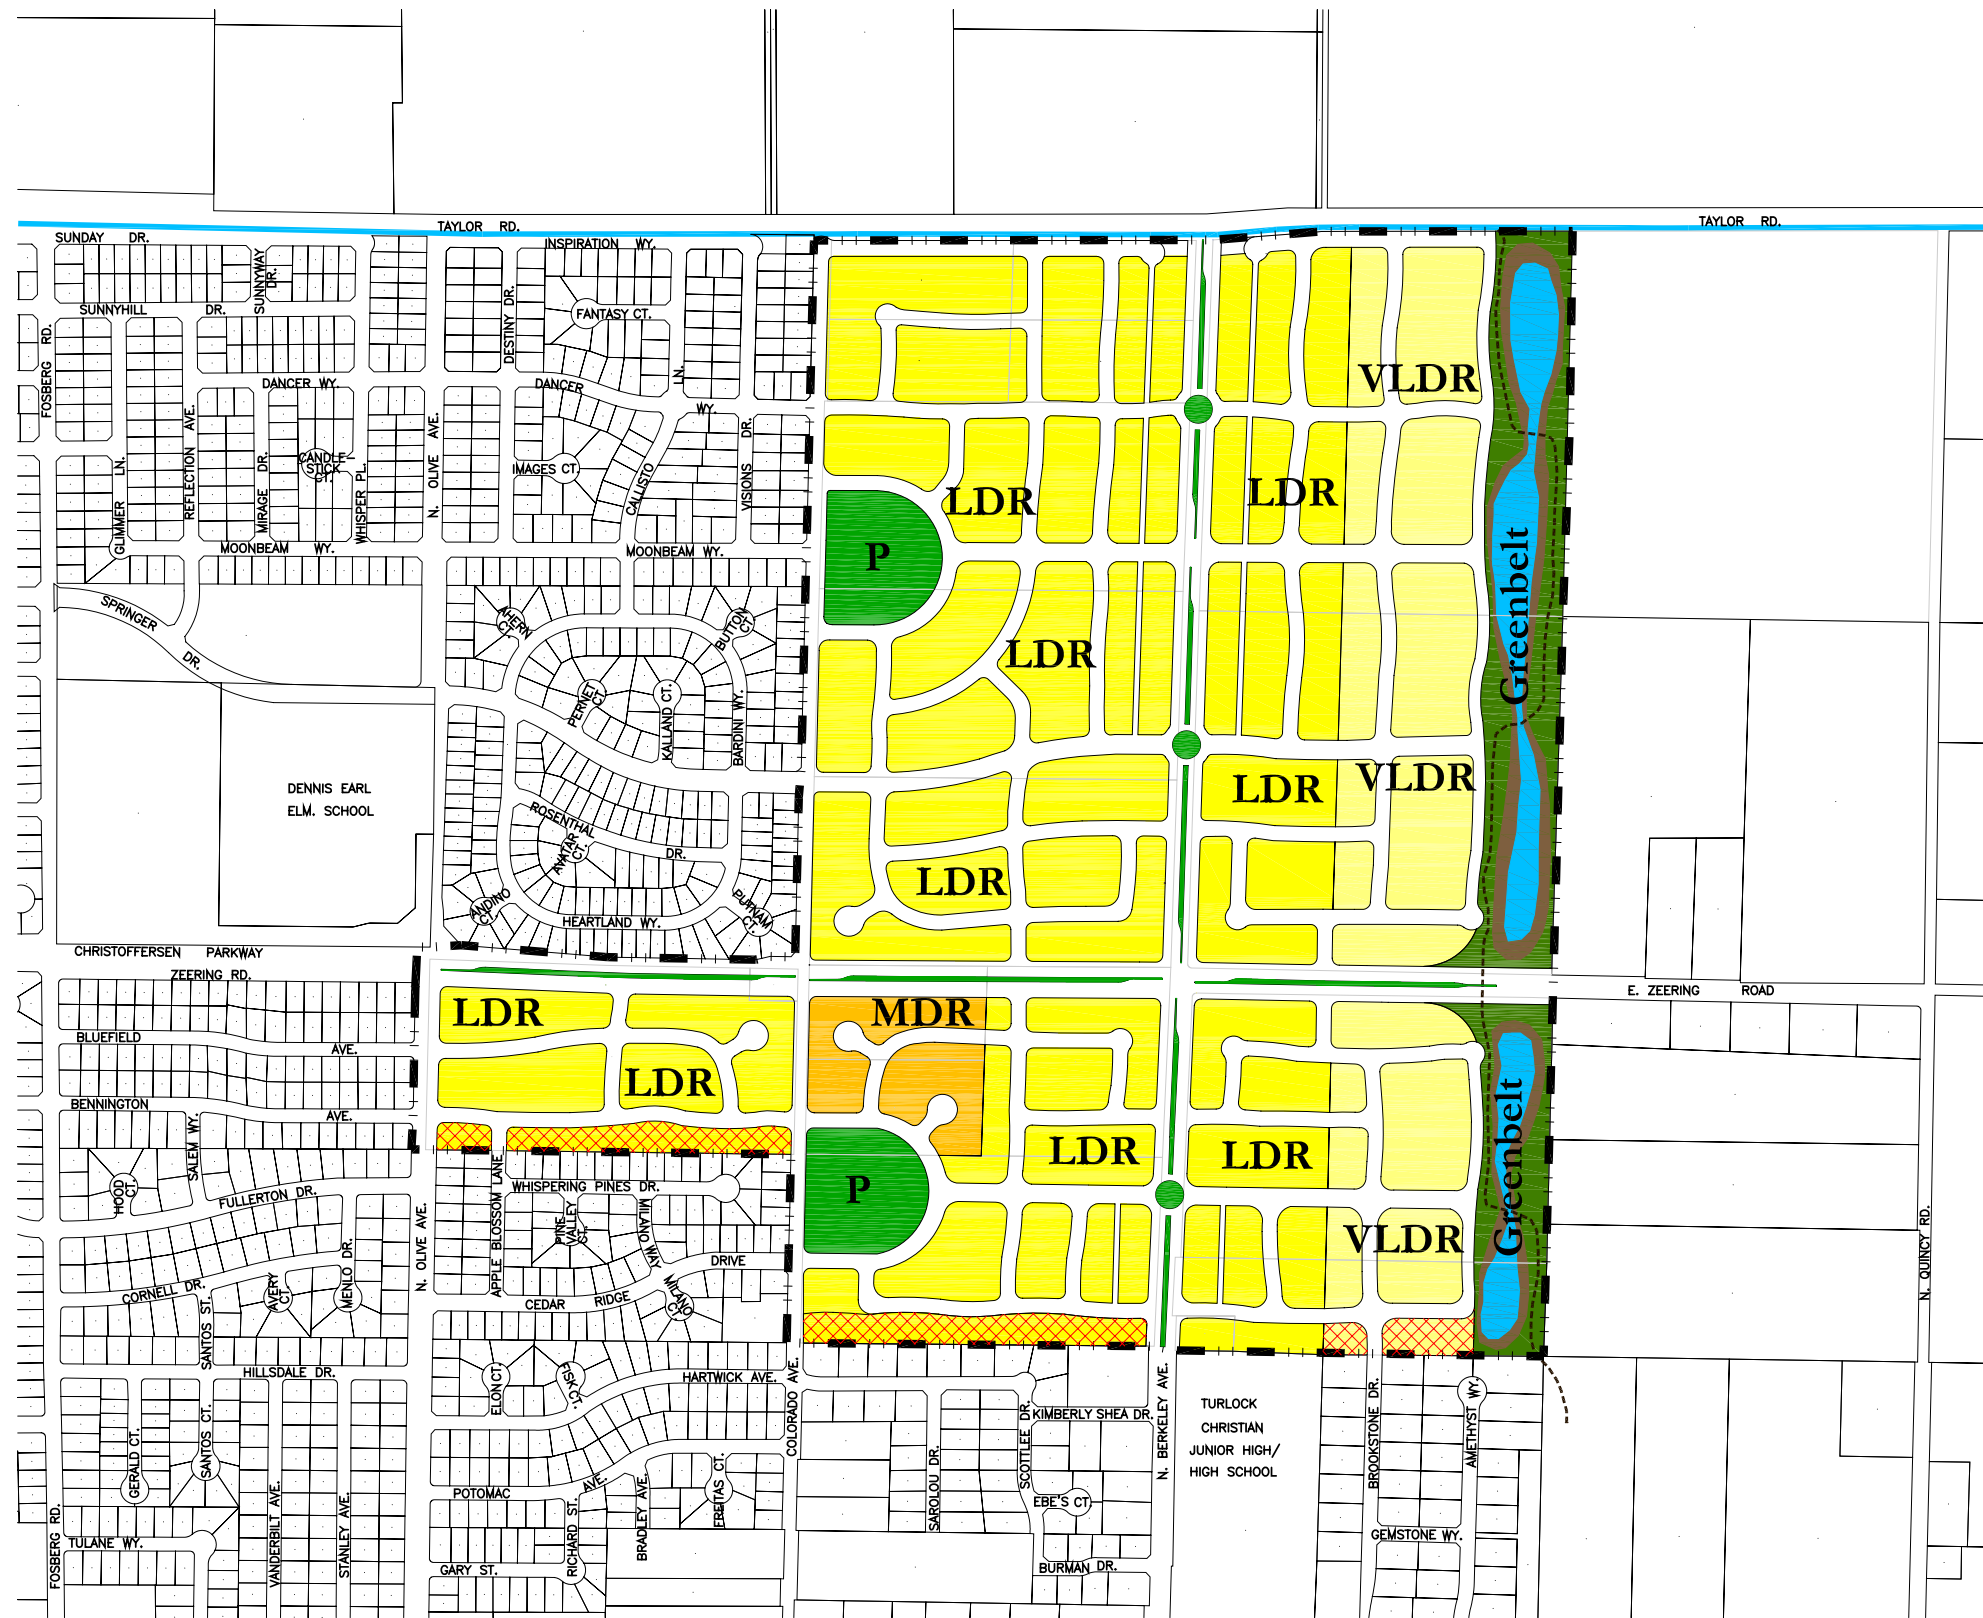 TAYLOR RD.
TAYLOR RD.
SUNDAY DR.
INSPIRATION WY.
SUNNYWAY DR.
SUNNYHILL DR.
FANTASY CT.
DESTINY DR.
FOSBERG RD.
DANCER WY.
DANCER WY.
LN.
VLDR
REFLECTION AVE.
N. OLIVE AVE.
VISIONS DR.
CANDLE-
STICK
CT.
IMAGES CT.
CALLISTO
GLIMMER LN.
MIRAGE DR.
WHISPER PL.
LDR
LDR
MOONBEAM WY.
MOONBEAM WY.
P
Greenbelt
SPRINGER DR.
AHERN CT.
BUTTON CT.
LDR
PERNET CT.
KALLAND CT.
BARDINI WY.
DENNIS EARL
ELM. SCHOOL
LDR
VLDR
ROSENTHAL DR.
AVATAR CT.
LDR
ANDINO CT.
HEARTLAND WY.
PUTNAM CT.
CHRISTOFFERSEN PARKWAY
ZEERING RD.
E. ZEERING ROAD
LDR
MDR
BLUEFIELD AVE.
LDR
BENNINGTON AVE.
SALEM WY.
LDR
LDR
Greenbelt
HOOD CT.
FULLERTON DR.
APPLE BLOSSOM LANE
WHISPERING PINES DR.
P
PINE
VALLEY
CT.
MILANO WAY
N. OLIVE AVE.
VLDR
CORNELL DR.
AVERY CT.
MENLO DR.
CEDAR RIDGE DRIVE
MILANO CT.
N. QUINCY RD.
SANTOS ST.
HILLSDALE DR.
ELON CT.
FISK CT.
HARTWICK AVE.
COLORADO AVE.
N. BERKELEY AVE.
TURLOCK
CHRISTIAN
JUNIOR HIGH/
HIGH SCHOOL
BROOKSTONE DR.
AMETHYST WY.
KIMBERLY SHEA DR.
GERALD CT.
SANTOS CT.
SAROLOU DR.
SCOTTLEE DR.
POTOMAC AVE.
EBE'S CT.
FOSBERG RD.
TULANE WY.
VANDERBILT AVE.
STANLEY AVE.
RICHARD ST.
BRADLEY AVE.
FREITAS CT.
GEMSTONE WY.
GARY ST.
BURMAN DR.